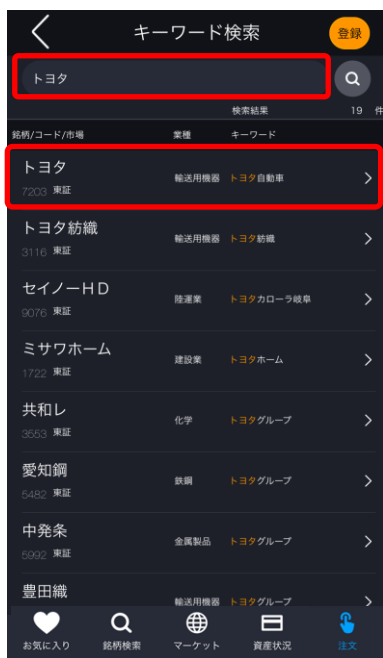 キーワード検索
登録
トヨタ
検索結果 19 件
銘柄/コード/市場 業種 キーワード
トヨタ
輸送用機器 トヨタ自動車
7203 東証
トヨタ紡織
輸送用機器 トヨタ紡織
3116 東証
セイノーHD
陸運業 トヨタカローラ岐阜
9076 東証
ミサワホーム
建設業 トヨタホーム
1722 東証
共和レ
化学 トヨタグループ
3553 東証
愛知鋼
鉄鋼 トヨタグループ
5482 東証
中発条
金属製品 トヨタグループ
5992 東証
豊田織
輸送用機器 トヨタグループ
お気に入り 銘柄検索 マーケット 資産状況 注文